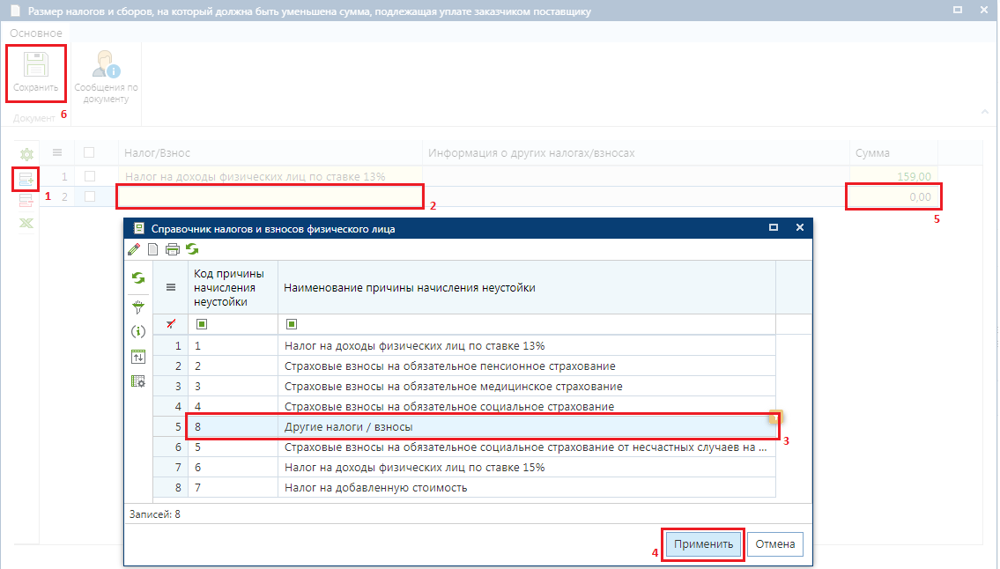 Размер налогов и сборов, на который должна быть уменьшена сумма, подлежащая уплате заказчиком поставщику
Основное
Сохранить
Сообщения по
документу
Документ
6
Налог/Взнос
Информация о других налогах/взносах
Сумма
1
Налог на доходы физических лиц по ставке 13%
159,00
1
2
2
0,00
5
Справочник налогов и взносов физического лица
Код причины
начисления
неустойки
Наименование причины начисления неустойки
1 1 Налог на доходы физических лиц по ставке 13%
2 2 Страховые взносы на обязательное пенсионное страхование
3 3 Страховые взносы на обязательное медицинское страхование
4 4 Страховые взносы на обязательное социальное страхование
5 8 Другие налоги / взносы
3
6 5 Страховые взносы на обязательное социальное страхование от несчастных случаев на ...
7 6 Налог на доходы физических лиц по ставке 15%
8 7 Налог на добавленную стоимость
Записей: 8
4
Применить
Отмена